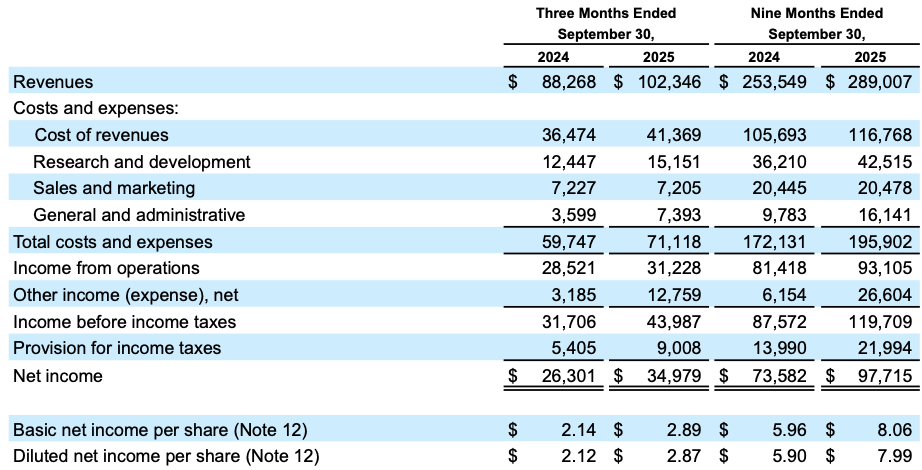 Three Months Ended Nine Months Ended
September 30, September 30,
2024 2025 2024 2025
Revenues $ 88,268 $ 102,346 $ 253,549 $ 289,007
Costs and expenses:
Cost of revenues 36,474 41,369 105,693 116,768
Research and development 12,447 15,151 36,210 42,515
Sales and marketing 7,227 7,205 20,445 20,478
General and administrative 3,599 7,393 9,783 16,141
Total costs and expenses 59,747 71,118 172,131 195,902
Income from operations 28,521 31,228 81,418 93,105
Other income (expense), net 3,185 12,759 6,154 26,604
Income before income taxes 31,706 43,987 87,572 119,709
Provision for income taxes 5,405 9,008 13,990 21,994
Net income $ 26,301 $ 34,979 $ 73,582 $ 97,715
Basic net income per share (Note 12) $ 2.14 $ 2.89 $ 5.96 $ 8.06
Diluted net income per share (Note 12) $ 2.12 $ 2.87 $ 5.90 $ 7.99